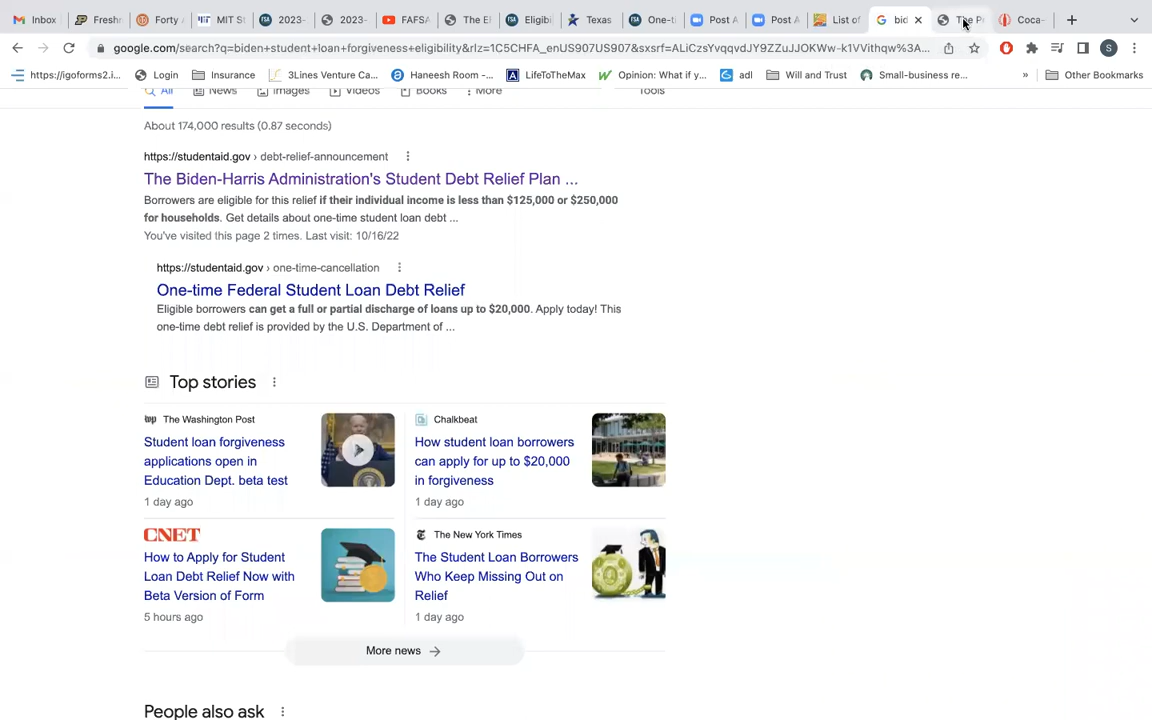 Inbox
Freshm
Forty A
MIT St
2023-
2023-
FAFSA
The El
Eligibi
Texas
One-ti
Post A
Post A
List of
bid
The P
Coca-
google.com/search?q=biden+student+loan+forgiveness+eligibility&rlz=1C5CHFA_enUS907US907&sxsrf=ALiCzsYvqqvdJY9ZZuJJOKWw-k1VVithqw%3A...
S
https://igoforms2.i...
Login
Insurance
3Lines Venture Ca...
Haneesh Room -...
LifeToTheMax
Opinion: What if y...
adl
Will and Trust
Small-business re...
»
Other Bookmarks
All
News
Images
Videos
Books
More
Tools
About 174,000 results (0.87 seconds)
https://studentaid.gov › debt-relief-announcement
The Biden-Harris Administration's Student Debt Relief Plan ...
Borrowers are eligible for this relief if their individual income is less than $125,000 or $250,000
for households. Get details about one-time student loan debt ...
You've visited this page 2 times. Last visit: 10/16/22
https://studentaid.gov › one-time-cancellation
One-time Federal Student Loan Debt Relief
Eligible borrowers can get a full or partial discharge of loans up to $20,000. Apply today! This
one-time debt relief is provided by the U.S. Department of ...
Top stories
The Washington Post
Student loan forgiveness
applications open in
Education Dept. beta test
1 day ago
Chalkbeat
How student loan borrowers
can apply for up to $20,000
in forgiveness
1 day ago
CNET
How to Apply for Student
Loan Debt Relief Now with
Beta Version of Form
5 hours ago
The New York Times
The Student Loan Borrowers
Who Keep Missing Out on
Relief
1 day ago
More news
People also ask